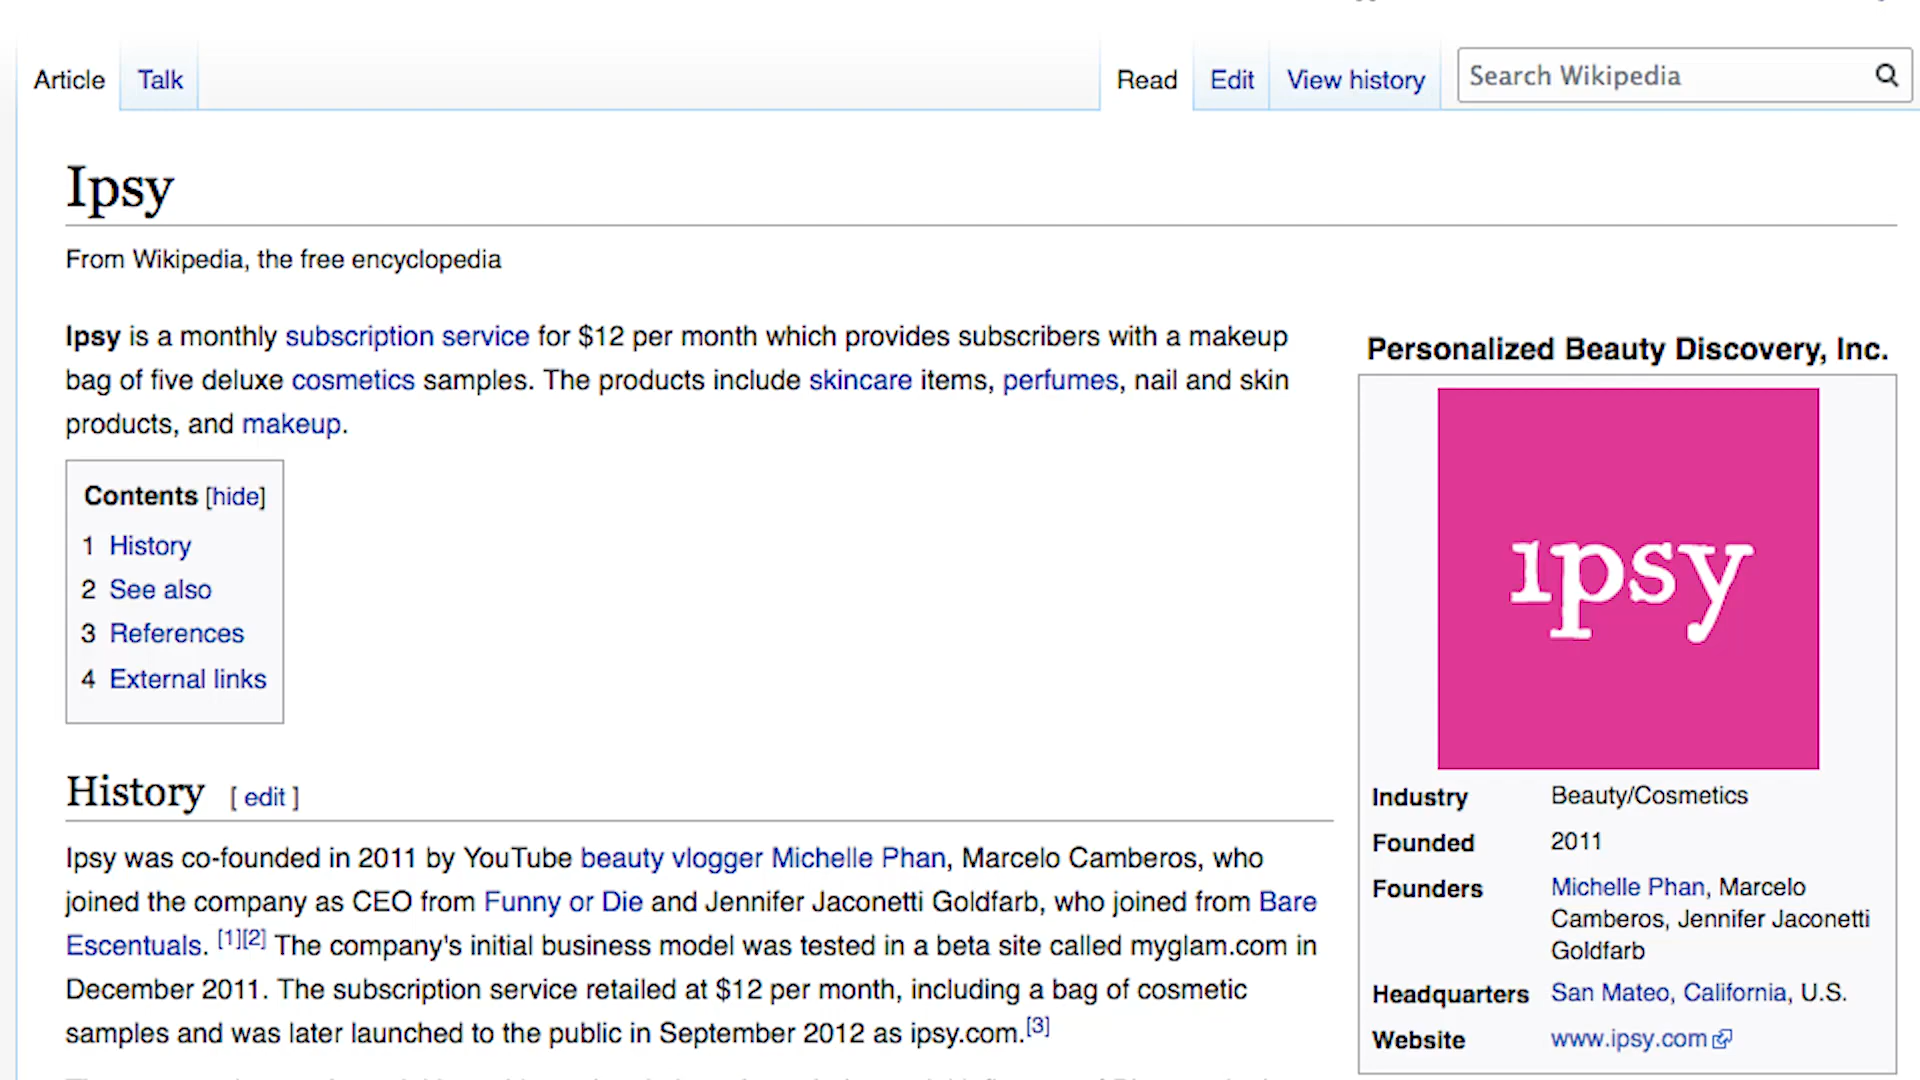 Article Talk Read Edit View history Search Wikipedia
Ipsy
From Wikipedia, the free encyclopedia
Ipsy is a monthly subscription service for $12 per month which provides subscribers with a makeup
bag of five deluxe cosmetics samples. The products include skincare items, perfumes, nail and skin
products, and makeup.
Contents [hide]
1 History
2 See also
3 References
4 External links
History [ edit ]
Ipsy was co-founded in 2011 by YouTube beauty vlogger Michelle Phan, Marcelo Camberos, who
joined the company as CEO from Funny or Die and Jennifer Jaconetti Goldfarb, who joined from Bare
Escentuals. [1][2] The company's initial business model was tested in a beta site called myglam.com in
December 2011. The subscription service retailed at $12 per month, including a bag of cosmetic
samples and was later launched to the public in September 2012 as ipsy.com.[3]
Personalized Beauty Discovery, Inc.
ipsy
Industry Beauty/Cosmetics
Founded 2011
Founders Michelle Phan, Marcelo
Camberos, Jennifer Jaconetti
Goldfarb
Headquarters San Mateo, California, U.S.
Website www.ipsy.com